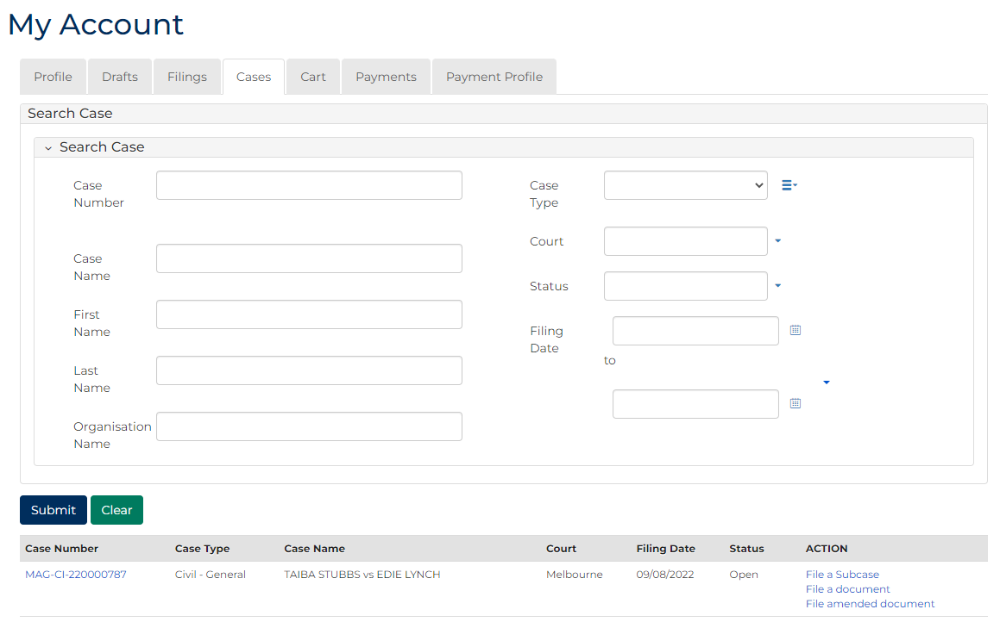 My Account
Profile Drafts Filings Cases Cart Payments Payment Profile
Search Case
Search Case
Case Number
Case Type
Court
Case Name
Status
First Name
Filing Date
to
Last Name
Organisation Name
Submit Clear
Case Number Case Type Case Name Court Filing Date Status ACTION
MAG-CI-220000787 Civil - General TAIBA STUBBS vs EDIE LYNCH Melbourne 09/08/2022 Open File a Subcase
File a document
File amended document